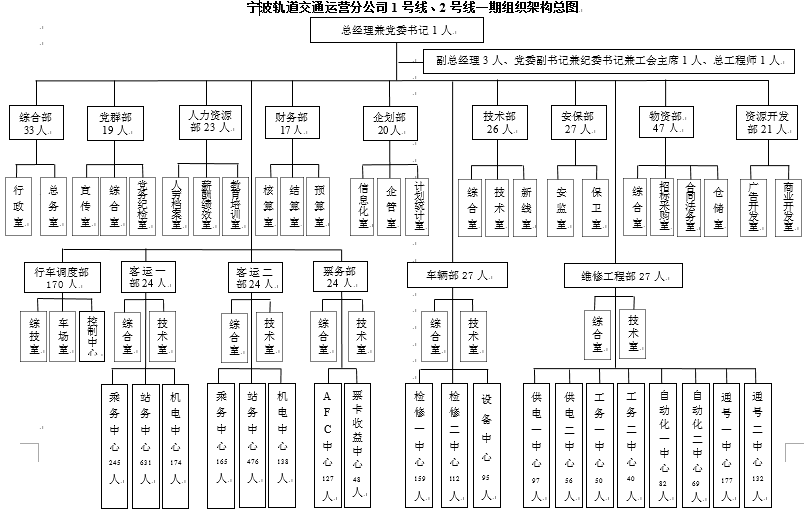 宁波轨道交通运营分公司1号线、2号线一期组织架构总图
总经理兼党委书记1人
副总经理3人、党委副书记兼纪委书记兼工会主席1人、总工程师1人
综合部
33人
党群部
19人
人力资源
部23人
财务部
17人
企划部
20人
技术部
26人
安保部
27人
物资部
47人
资源开发
部21人
行政室
总务室
宣传室
综合室
党务纪检室
人劳档案室
薪酬绩效室
教育培训室
核算室
结算室
预算室
信息化室
企管室
计划统计室
综合室
技术室
新线室
安监室
保卫室
综合室
招标采购室
合同法务室
仓储室
广告开发室
商业开发室
行车调度部
170人
客运一
部24人
客运二
部24人
票务部
24人
车辆部27人
维修工程部27人
综技室
车场室
控制中心
综合室
技术室
综合室
技术室
综合室
技术室
综合室
技术室
综合室
技术室
乘务中心245人
站务中心631人
机电中心174人
乘务中心165人
站务中心476人
机电中心138人
AFC中心127人
票卡收益中心48人
检修一中心159人
检修二中心112人
设备中心95人
供电一中心97人
供电二中心56人
工务一中心50人
工务二中心40人
自动化一中心82人
自动化二中心69人
通号一中心177人
通号二中心132人